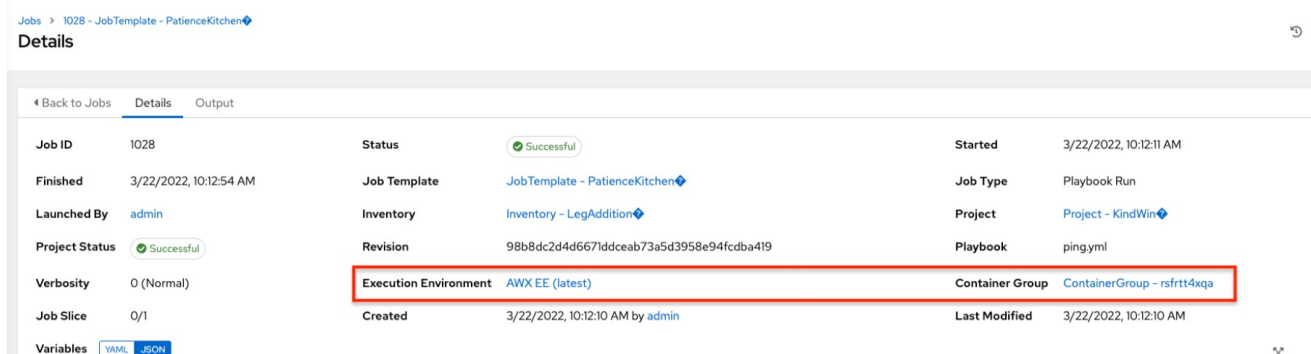 Jobs > 1028 - JobTemplate - PatienceKitchen�
Details
Back to Jobs Details Output
Job ID 1028 Status Successful Started 3/22/2022, 10:12:11 AM
Finished 3/22/2022, 10:12:54 AM Job Template JobTemplate - PatienceKitchen� Job Type Playbook Run
Launched By admin Inventory Inventory - LegAddition� Project Project - KindWin�
Project Status Successful Revision 98b8dc2d4d6671ddceab73a5d3958e94fcdba419 Playbook ping.yml
Verbosity 0 (Normal) Execution Environment AWX EE (latest) Container Group ContainerGroup - rsfrtt4xqa
Job Slice 0/1 Created 3/22/2022, 10:12:10 AM by admin Last Modified 3/22/2022, 10:12:10 AM
Variables YAML JSON